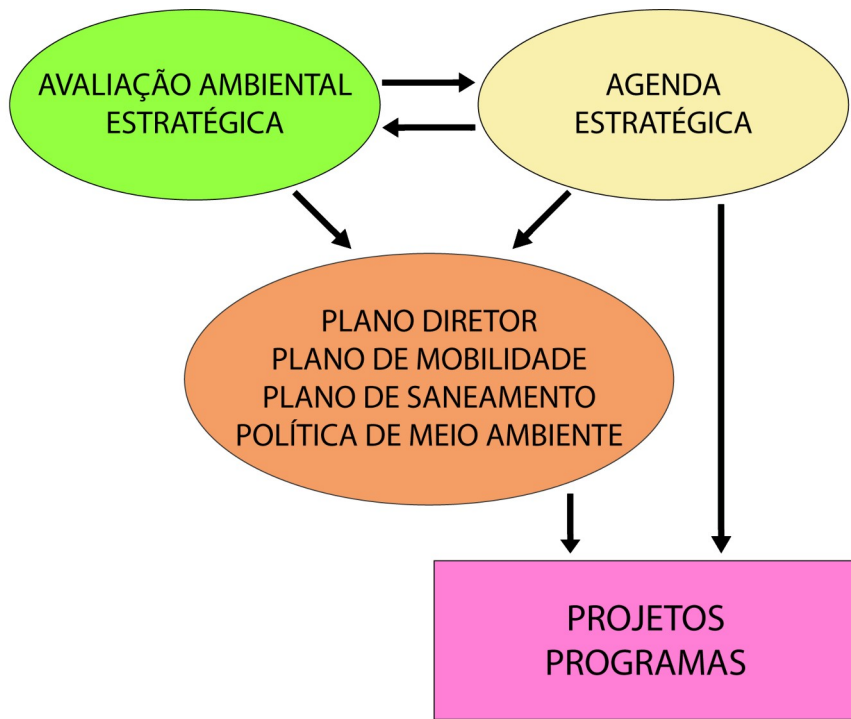 AVALIAÇÃO AMBIENTAL
ESTRATÉGICA
AGENDA
ESTRATÉGICA
PLANO DIRETOR
PLANO DE MOBILIDADE
PLANO DE SANEAMENTO
POLÍTICA DE MEIO AMBIENTE
PROJETOS
PROGRAMAS